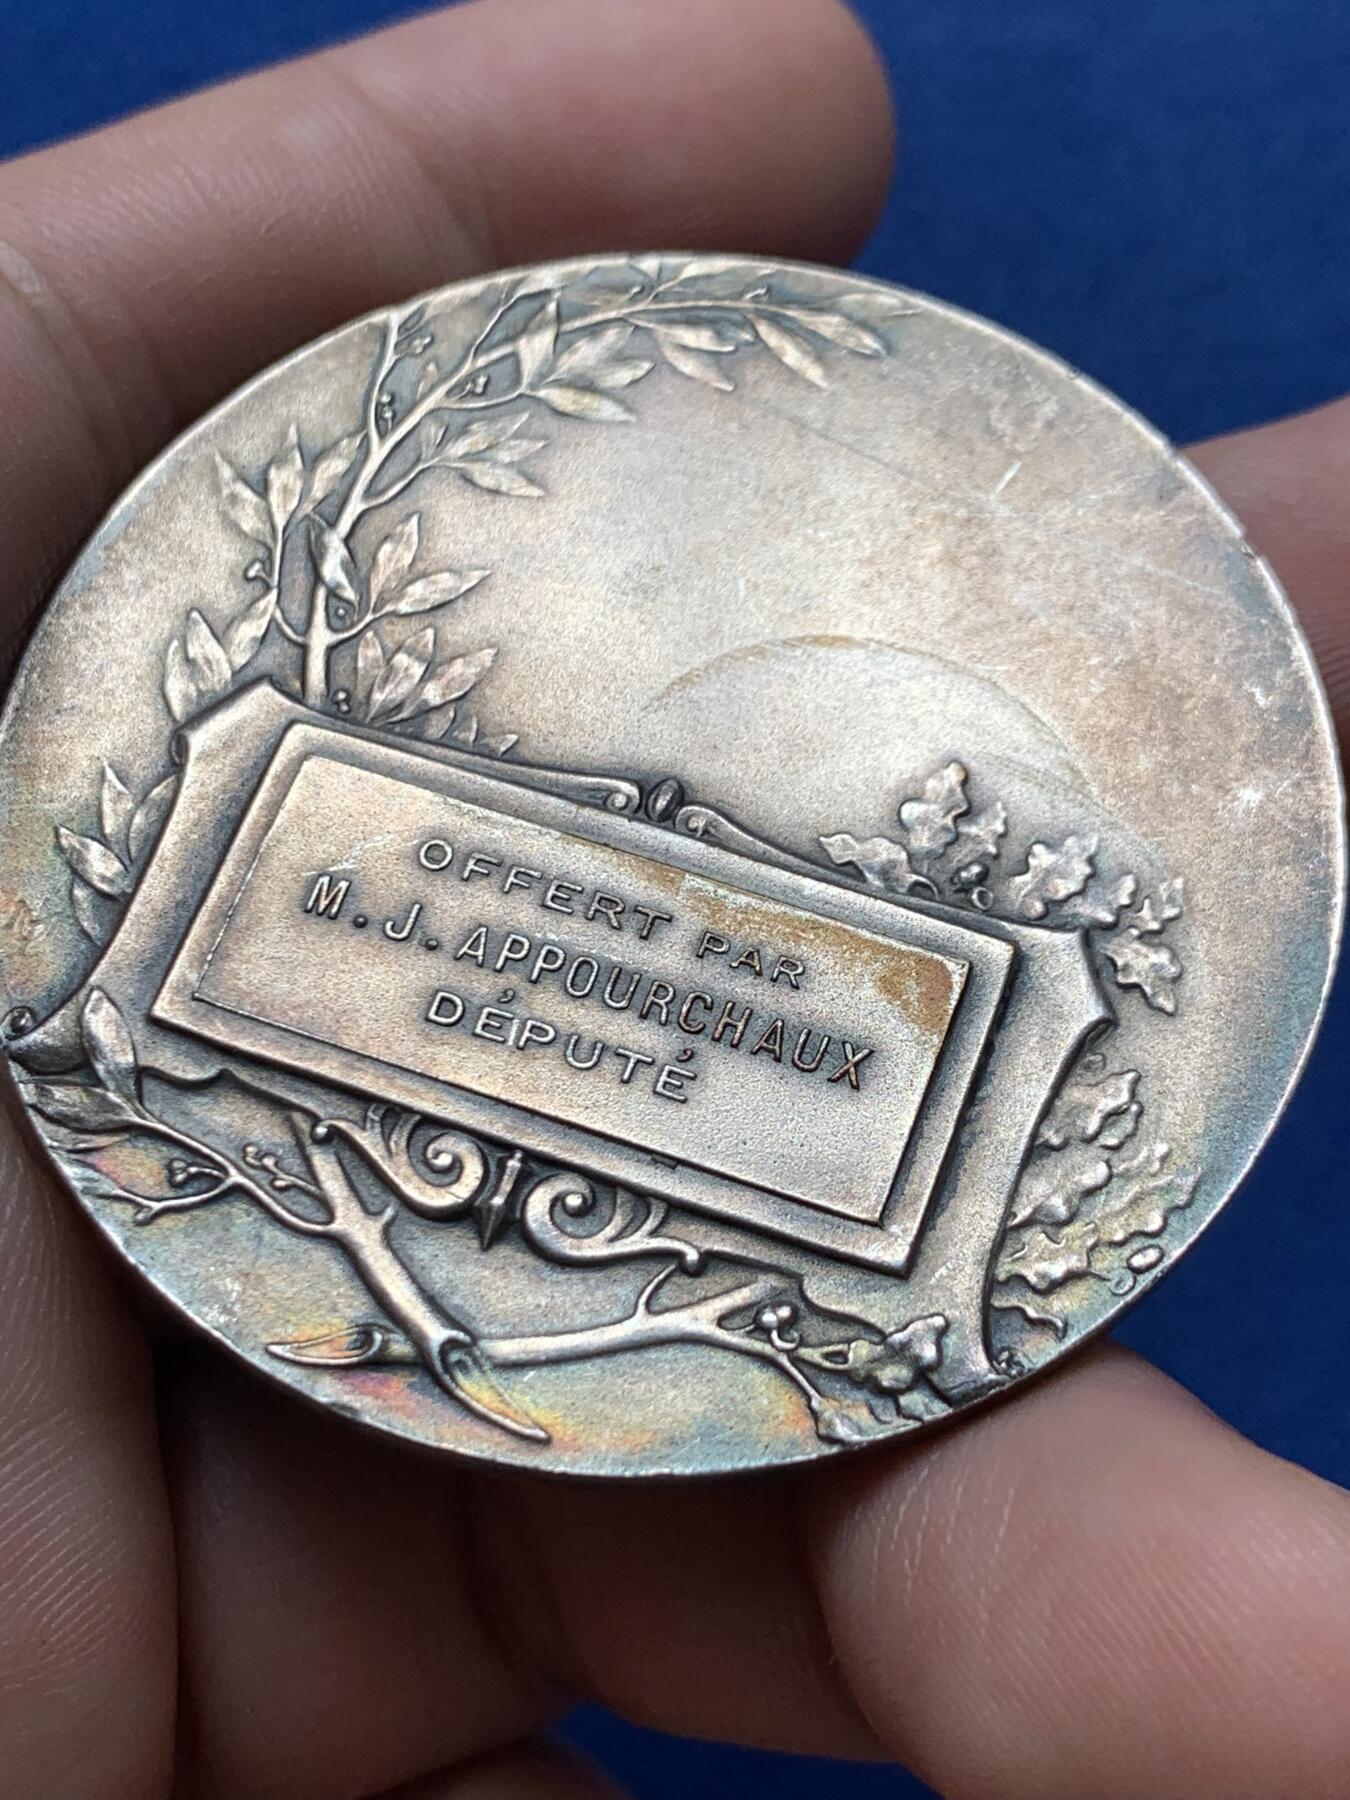 OFFERT PAR
M. J. APPOURCHAUX
DÉPUTÉ